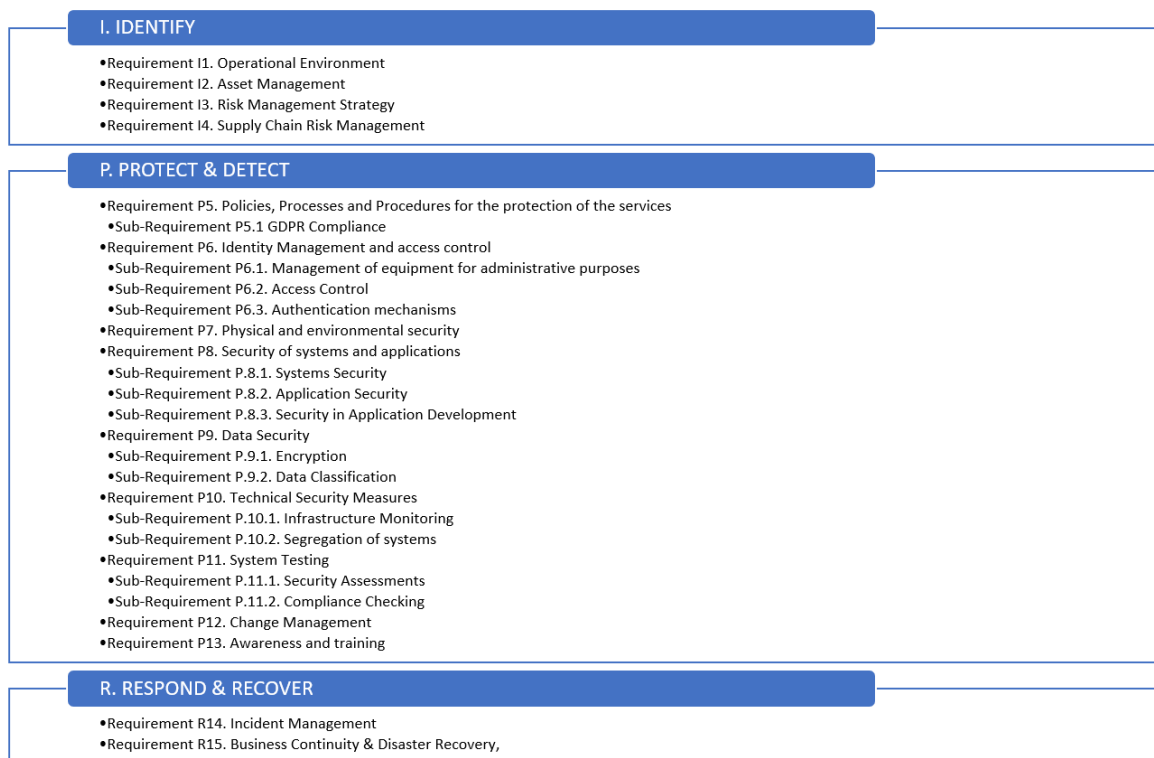 I. IDENTIFY
•Requirement I1. Operational Environment
•Requirement I2. Asset Management
•Requirement I3. Risk Management Strategy
•Requirement I4. Supply Chain Risk Management
P. PROTECT & DETECT
•Requirement P5. Policies, Processes and Procedures for the protection of the services
•Sub-Requirement P5.1 GDPR Compliance
•Requirement P6. Identity Management and access control
•Sub-Requirement P6.1. Management of equipment for administrative purposes
•Sub-Requirement P6.2. Access Control
•Sub-Requirement P6.3. Authentication mechanisms
•Requirement P7. Physical and environmental security
•Requirement P8. Security of systems and applications
•Sub-Requirement P.8.1. Systems Security
•Sub-Requirement P.8.2. Application Security
•Sub-Requirement P.8.3. Security in Application Development
•Requirement P9. Data Security
•Sub-Requirement P.9.1. Encryption
•Sub-Requirement P.9.2. Data Classification
•Requirement P10. Technical Security Measures
•Sub-Requirement P.10.1. Infrastructure Monitoring
•Sub-Requirement P.10.2. Segregation of systems
•Requirement P11. System Testing
•Sub-Requirement P.11.1. Security Assessments
•Sub-Requirement P.11.2. Compliance Checking
•Requirement P12. Change Management
•Requirement P13. Awareness and training
R. RESPOND & RECOVER
•Requirement R14. Incident Management
•Requirement R15. Business Continuity & Disaster Recovery,